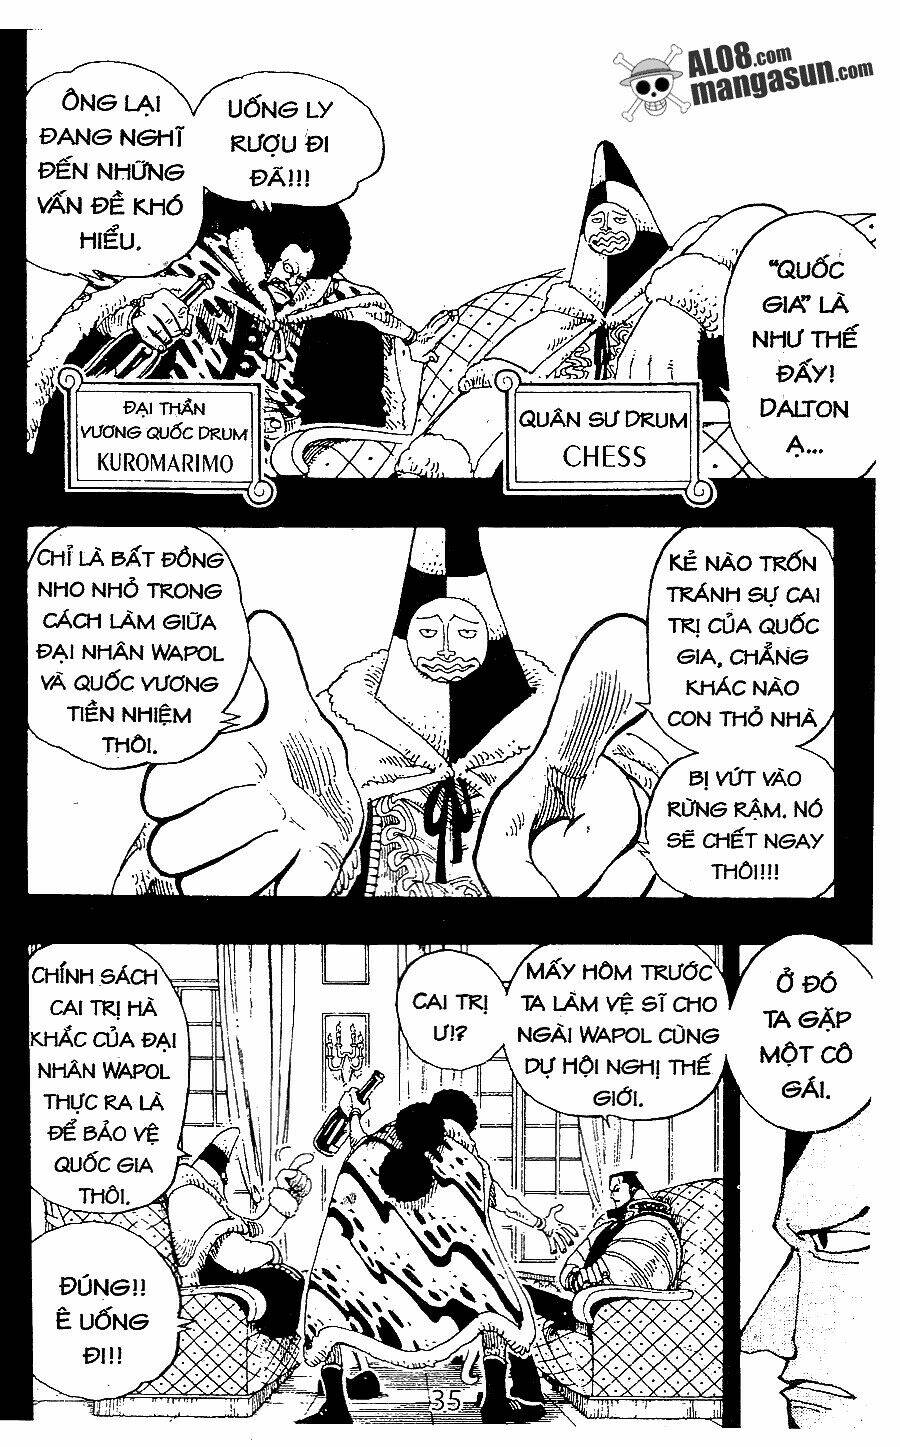 AL08.com
mangasun.com
"QUỐC
GIA" LÀ
NHƯ THẾ
ĐẤY!
DALTON
Ạ...
UỐNG LY
RƯỢU ĐI
ĐÃ!!!
ÔNG LẠI
ĐANG NGHĨ
ĐẾN NHỮNG
VẤN ĐỀ KHÓ
HIỂU.
QUÂN SƯ DRUM
CHESS
ĐẠI THẦN
VƯƠNG QUỐC DRUM
KUROMARIMO
KẺ NÀO TRỐN
TRÁNH SỰ CAI
TRỊ CỦA QUỐC
GIA, CHẲNG
KHÁC NÀO
CON THỎ NHÀ
BỊ VỨT VÀO
RỪNG RẬM. NÓ
SẼ CHẾT NGAY
THÔI!!!
CHỈ LÀ BẤT ĐỒNG
NHO NHỎ TRONG
CÁCH LÀM GIỮA
ĐẠI NHÂN WAPOL
VÀ QUỐC VƯƠNG
TIỀN NHIỆM
THÔI.
Ở ĐÓ
TA GẶP
MỘT CÔ
GÁI.
MẤY HÔM TRƯỚC
TA LÀM VỆ SĨ CHO
NGÀI WAPOL CÙNG
DỰ HỘI NGHỊ THẾ
GIỚI.
CAI TRỊ
Ư!?
CHÍNH SÁCH
CAI TRỊ HÀ
KHẮC CỦA ĐẠI
NHÂN WAPOL
THỰC RA LÀ
ĐỂ BẢO VỆ
QUỐC GIA
THÔI.
ĐÚNG!!
Ê UỐNG
ĐI!!!
35